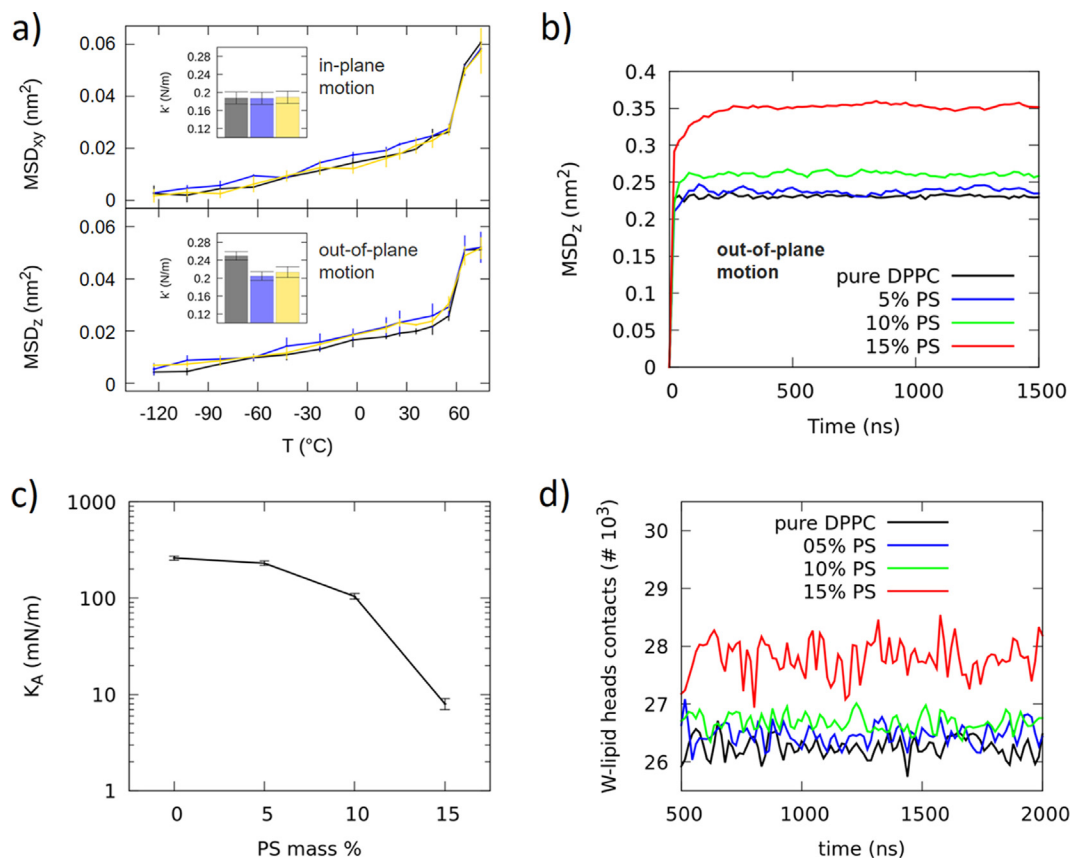 a)
0.06
0.04
0.02
0
MSDxy (nm²)
0.28
0.24
0.2
0.16
0.12
k' (N/m)
in-plane
motion
0.06
0.04
0.02
0
MSDz (nm²)
0.28
0.24
0.2
0.16
0.12
k' (N/m)
out-of-plane
motion
-120 -90 -60 -30 0 30 60
T (°C)
b)
0.4
0.35
0.3
0.25
0.2
0.15
0.1
0.05
0
MSDz (nm²)
out-of-plane
motion
pure DPPC
5% PS
10% PS
15% PS
0 500 1000 1500
Time (ns)
c)
1000
100
10
1
KA (mN/m)
0 5 10 15
PS mass %
d)
30
29
28
27
26
W-lipid heads contacts (# 10³)
pure DPPC
05% PS
10% PS
15% PS
500 1000 1500 2000
time (ns)